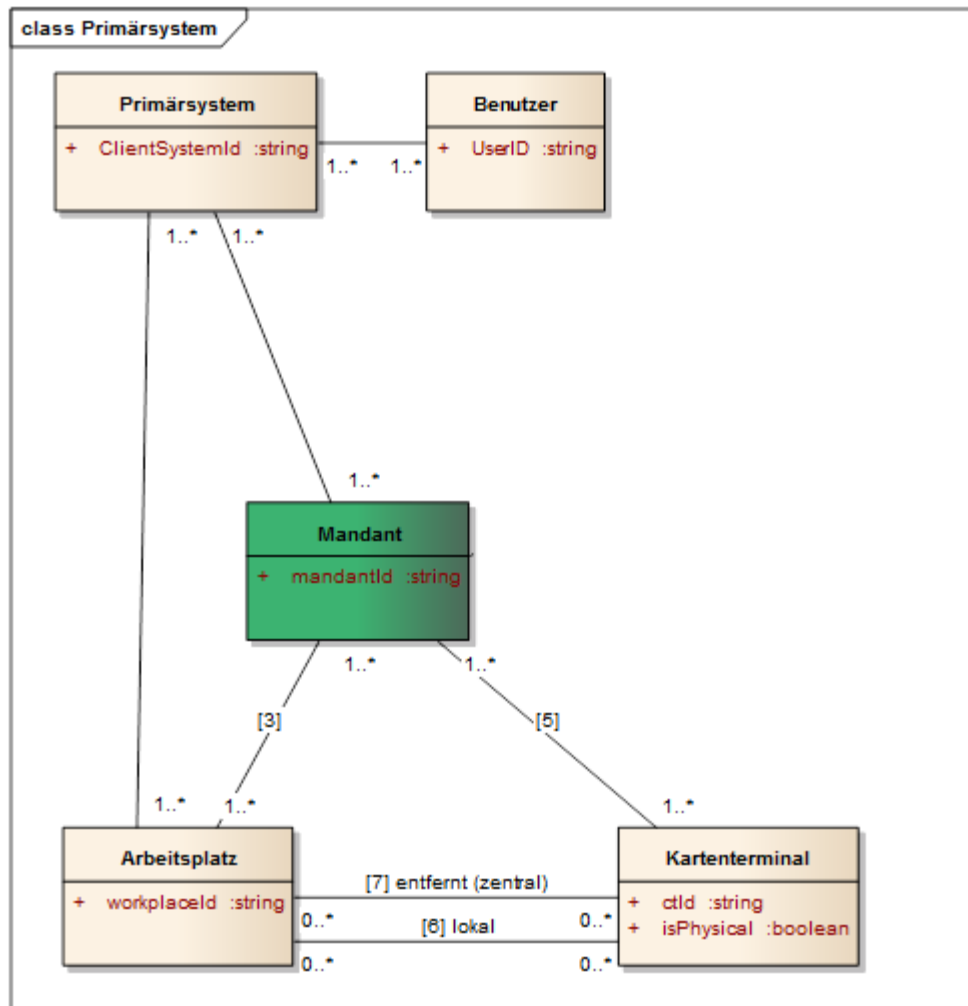 class Primärsystem
Primärsystem
+ ClientSystemId :string
Benutzer
+ UserID :string
1..*
1..*
1..*
1..*
1..*
Mandant
+ mandantId :string
1..*
1..*
[3]
[5]
1..*
1..*
1..*
Arbeitsplatz
+ workplaceId :string
Kartenterminal
+ ctId :string
+ isPhysical :boolean
[7] entfernt (zentral)
0..*
0..*
[6] lokal
0..*
0..*